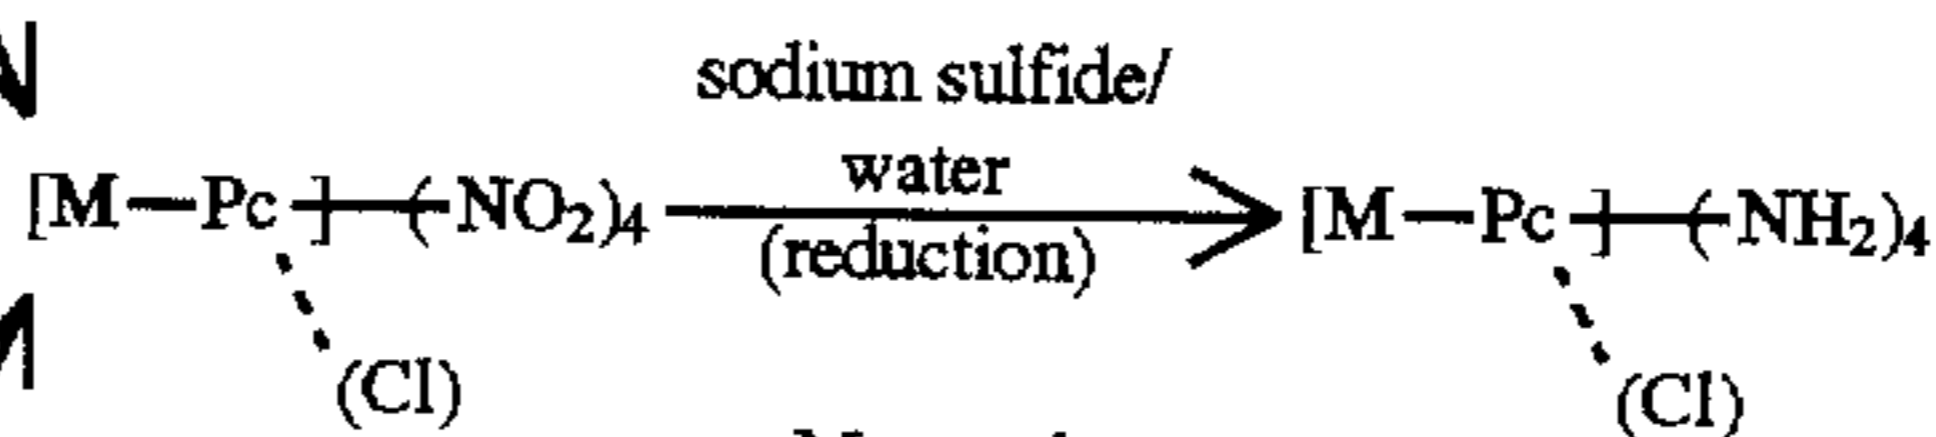 sodium sulfide/
water
[M—Pc]—(NO2)4 (reduction) [M—Pc]—(NH2)4
(Cl) (Cl)